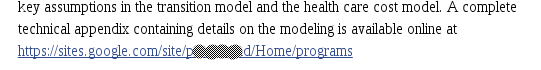 key assumptions in the transition model and the health care cost model. A complete
technical appendix containing details on the modeling is available online at
https://sites.google.com/site/p d/Home/programs